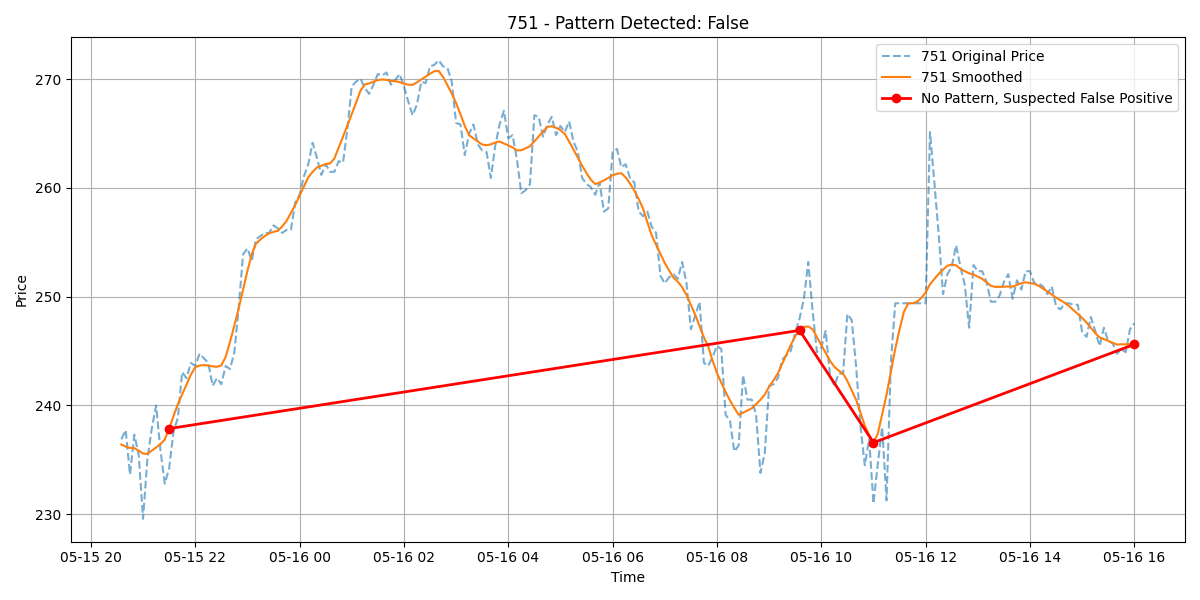 751 - Pattern Detected: False
751 Original Price
751 Smoothed
No Pattern, Suspected False Positive
Price
270
260
250
240
230
05-15 20 05-15 22 05-16 00 05-16 02 05-16 04 05-16 06 05-16 08 05-16 10 05-16 12 05-16 14 05-16 16
Time